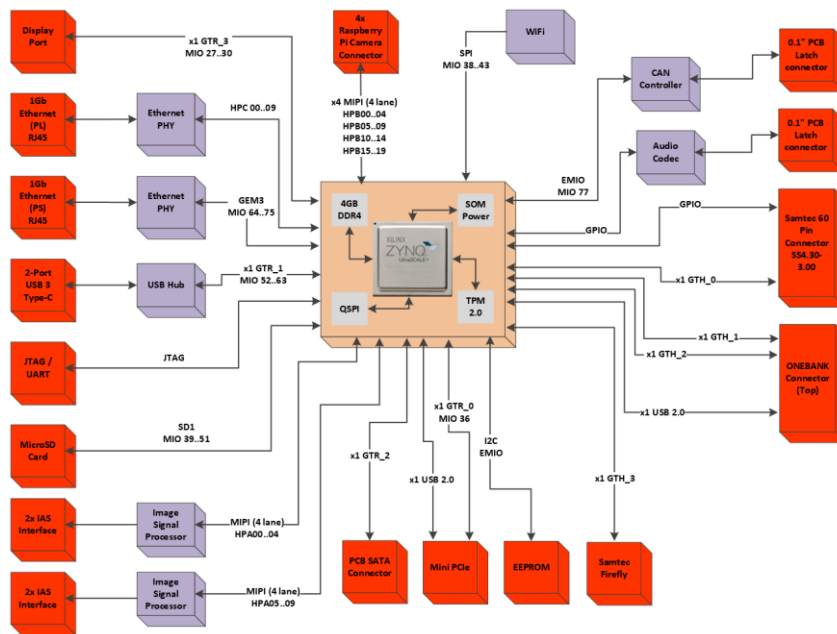 Display
Port
x1 GTR_3
MIO 27..30
4x
Raspberry
Pi Camera
Connector
SPI
MIO 38..43
WiFi
CAN
Controller
0.1" PCB
Latch
connector
1Gb
Ethernet
(PL)
RJ45
Ethernet
PHY
HPC 00..09
x4 MIPI (4 lane)
HPB00..04
HPB05..09
HPB10..14
HPB15..19
Audio
Codec
0.1" PCB
Latch
connector
EMIO
MIO 77
1Gb
Ethernet
(PS)
RJ45
Ethernet
PHY
GEM3
MIO 64..75
4GB
DDR4
SOM
Power
XILINX
ZYNQ
UltraSCALE+
QSPI
TPM
2.0
GPIO
GPIO
Samtec 60
Pin
Connector
SS4.30-
3.00
x1 GTH_0
2-Port
USB 3
Type-C
USB Hub
x1 GTR_1
MIO 52..63
x1 GTH_1
x1 GTH_2
ONEBANK
Connector
(Top)
x1 USB 2.0
JTAG /
UART
JTAG
MicroSD
Card
SD1
MIO 39..51
x1 GTR_2
x1 USB 2.0
x1 GTR_0
MIO 36
I2C
EMIO
x1 GTH_3
2x IAS
Interface
Image
Signal
Processor
MIPI (4 lane)
HPA00..04
2x IAS
Interface
Image
Signal
Processor
MIPI (4 lane)
HPA05..09
PCB SATA
Connector
Mini PCIe
EEPROM
Samtec
Firefly